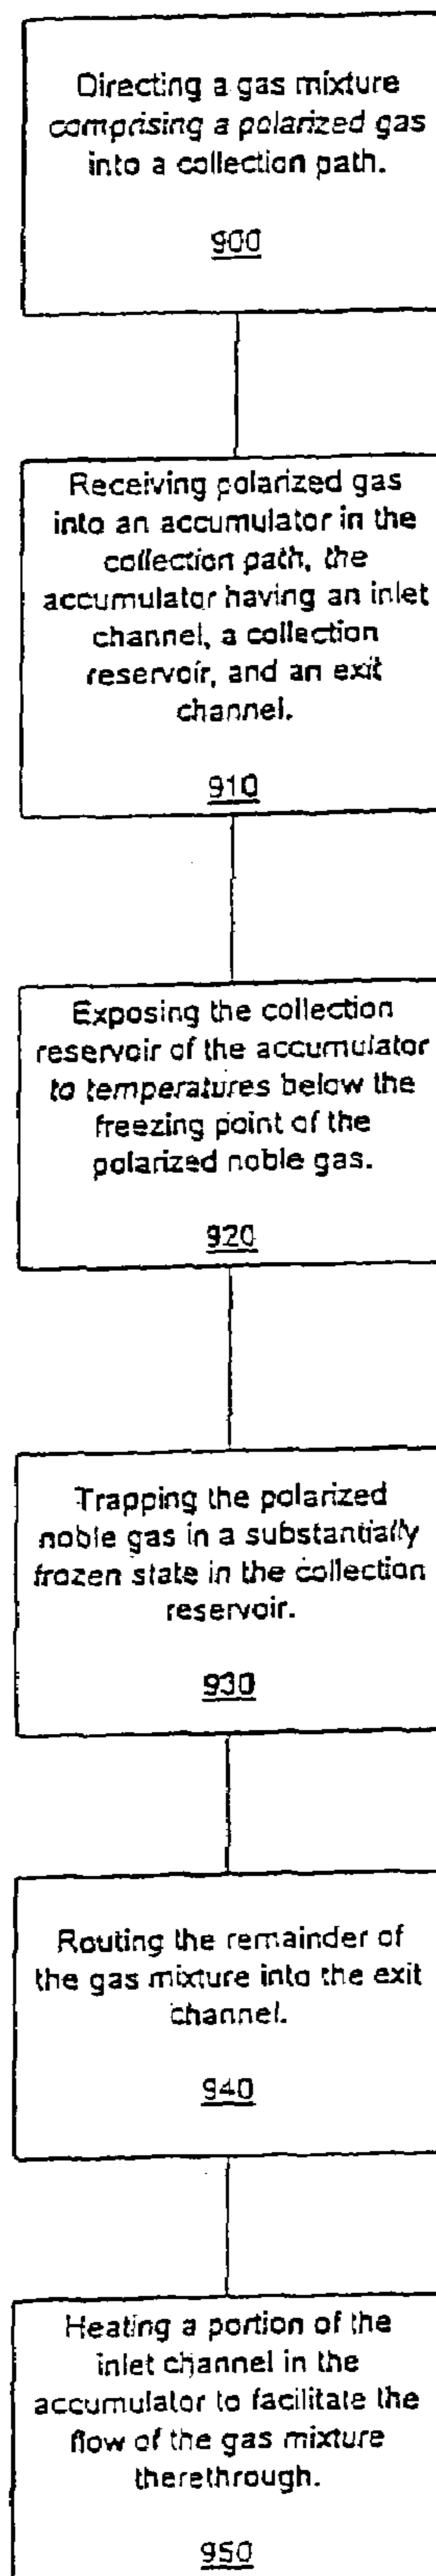 Directing a gas mixture
comprising a polarized gas
into a collection path.
900
Receiving polarized gas
into an accumulator in the
collection path, the
accumulator having an inlet
channel, a collection
reservoir, and an exit
channel.
910
Exposing the collection
reservoir of the accumulator
to temperatures below the
freezing point of the
polarized noble gas.
920
Trapping the polarized
noble gas in a substantially
frozen state in the collection
reservoir.
930
Routing the remainder of
the gas mixture into the exit
channel.
940
Heating a portion of the
inlet channel in the
accumulator to facilitate the
flow of the gas mixture
therethrough.
950